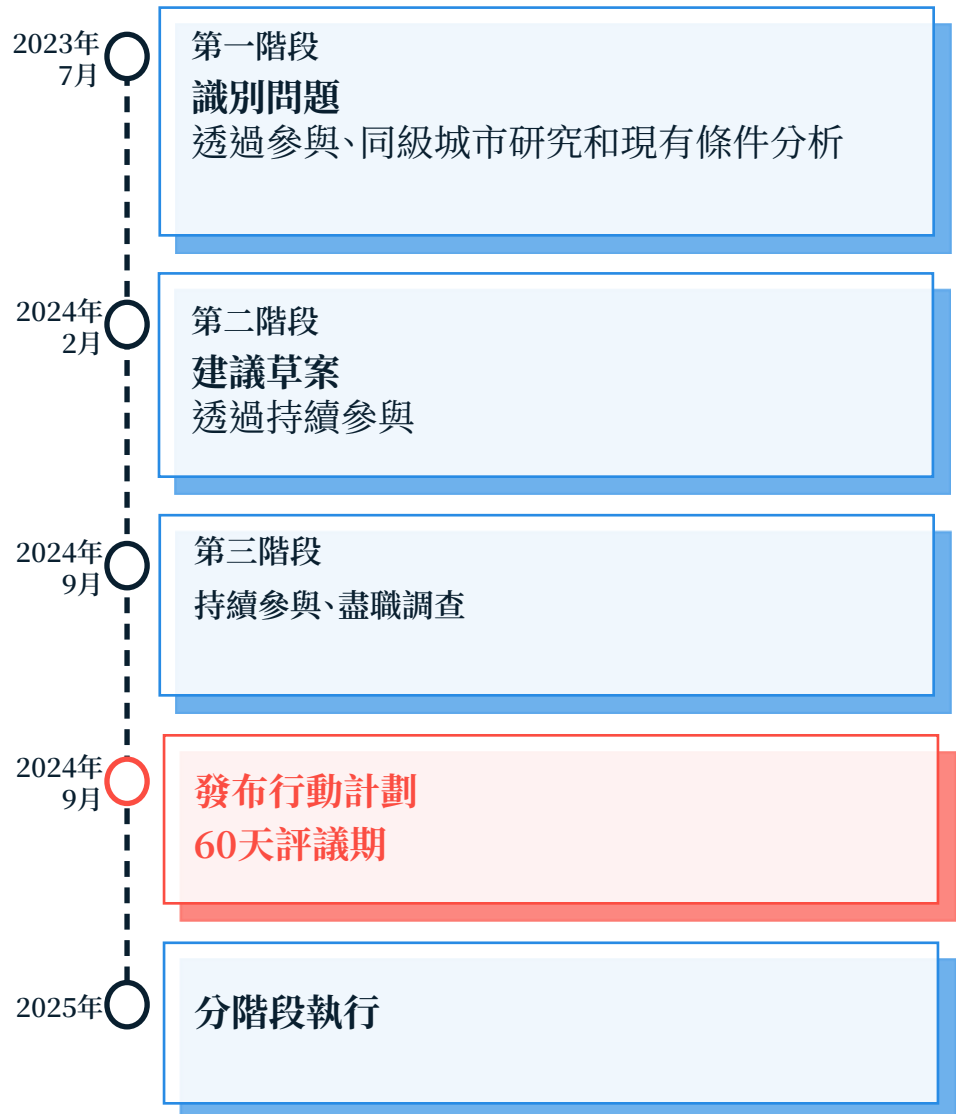 2023年
7月
第一階段
識別問題
透過參與、同級城市研究和現有條件分析
2024年
2月
第二階段
建議草案
透過持續參與
2024年
9月
第三階段
持續參與、盡職調查
2024年
9月
發布行動計劃
60天評議期
2025年
分階段執行